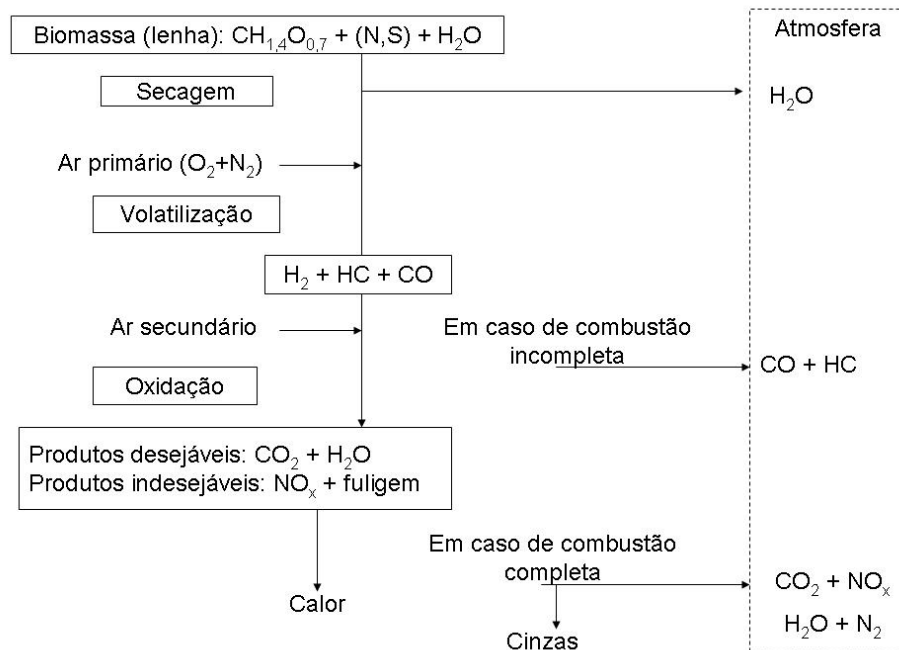 Biomassa (lenha): CH₁,₄O₀,₇ + (N,S) + H₂O
Atmosfera
Secagem
H₂O
Ar primário (O₂+N₂)
Volatilização
H₂ + HC + CO
Ar secundário
Em caso de combustão
incompleta
CO + HC
Oxidação
Produtos desejáveis: CO₂ + H₂O
Produtos indesejáveis: NOₓ + fuligem
Em caso de combustão
completa
CO₂ + NOₓ
Calor
H₂O + N₂
Cinzas